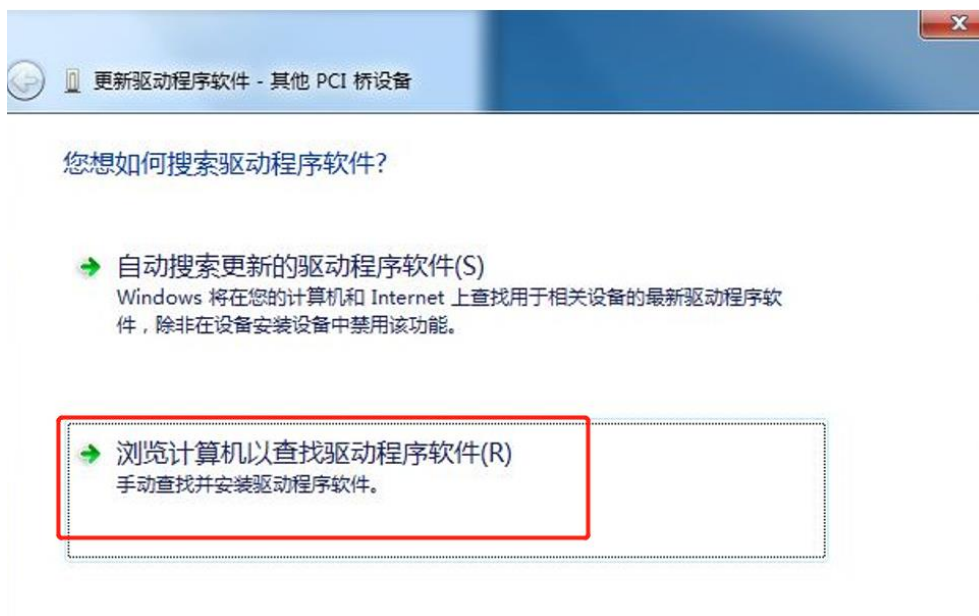 更新驱动程序软件 - 其他 PCI 桥设备
您想如何搜索驱动程序软件?
自动搜索更新的驱动程序软件(S)
Windows 将在您的计算机和 Internet 上查找用于相关设备的最新驱动程序软
件，除非在设备安装设备中禁用该功能。
浏览计算机以查找驱动程序软件(R)
手动查找并安装驱动程序软件。